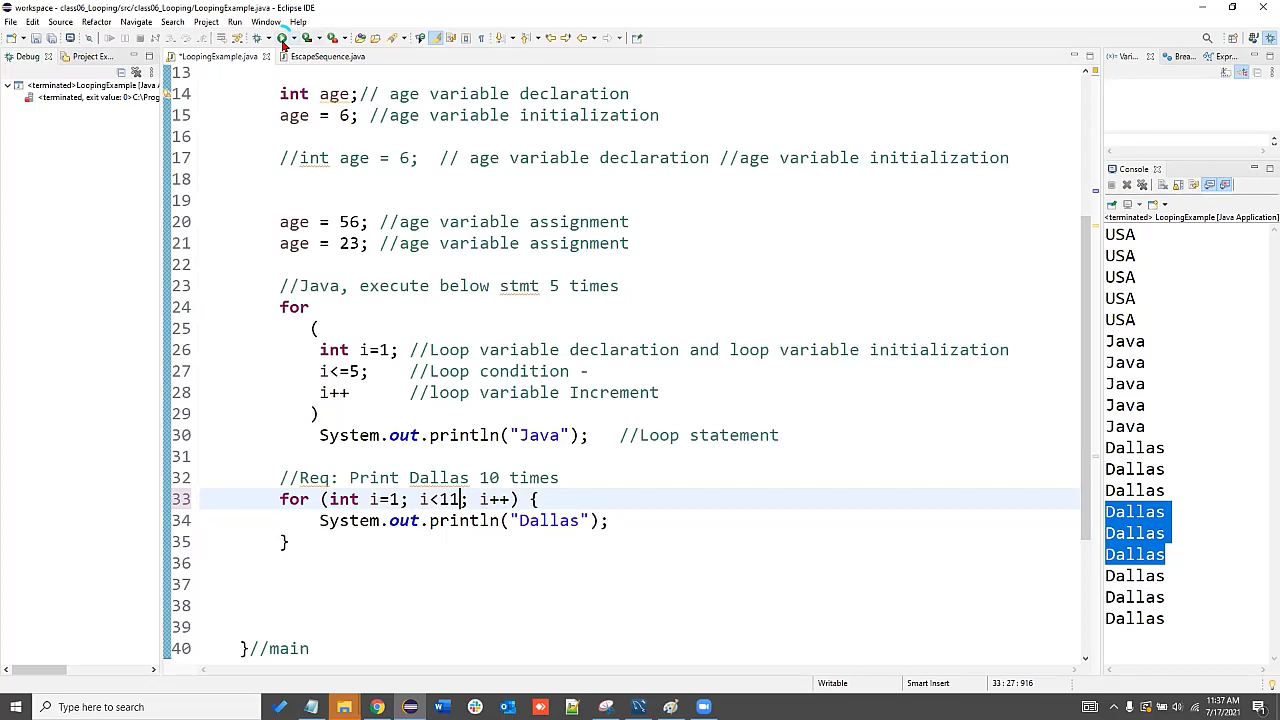 workspace - class06_Looping/src/class06_Looping/LoopingExample.java - Eclipse IDE
File Edit Source Refactor Navigate Search Project Run Window Help
Debug
Project Ex...
*LoopingExample.java
EscapeSequence.java
Vari...
Brea...
Expr...
<terminated> LoopingExample [Java A
<terminated, exit value: 0> C:\Prog
13
14 int age;// age variable declaration
15 age = 6; //age variable initialization
16
17 //int age = 6;  // age variable declaration //age variable initialization
18
19
20 age = 56; //age variable assignment
21 age = 23; //age variable assignment
22
23 //Java, execute below stmt 5 times
24 for
25 (
26 int i=1; //Loop variable declaration and loop variable initialization
27 i<=5;    //Loop condition -
28 i++      //loop variable Increment
29 )
30 System.out.println("Java");   //Loop statement
31
32 //Req: Print Dallas 10 times
33 for (int i=1; i<11; i++) {
34 System.out.println("Dallas");
35 }
36
37
38
39
40 }//main
Console
<terminated> LoopingExample [Java Application]
USA
USA
USA
USA
USA
Java
Java
Java
Java
Java
Dallas
Dallas
Dallas
Dallas
Dallas
Dallas
Dallas
Dallas
Dallas
Writable
Smart Insert
33 : 27 : 916
Type here to search
11:37 AM
7/17/2021